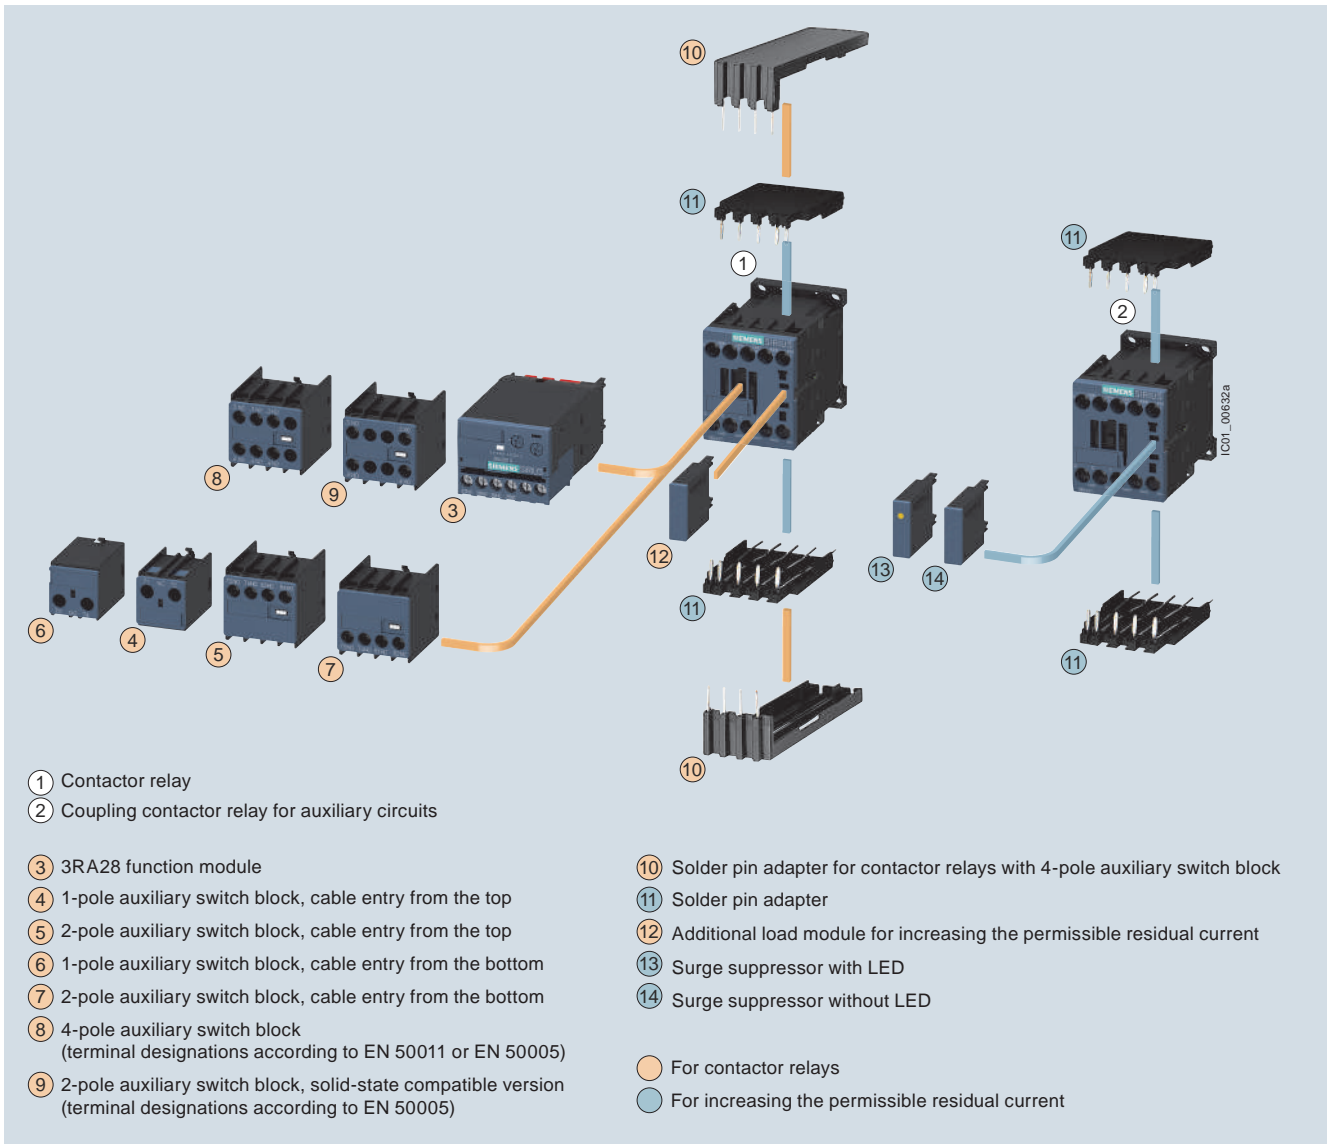 10
11
1
11
2
SIEMENS SIRIUS
SIEMENS SIRIUS
IC01_00632a
SIEMENS
8
9
3
12
13
14
11
6
4
5
7
11
10
1 Contactor relay
2 Coupling contactor relay for auxiliary circuits
3 3RA28 function module
4 1-pole auxiliary switch block, cable entry from the top
5 2-pole auxiliary switch block, cable entry from the top
6 1-pole auxiliary switch block, cable entry from the bottom
7 2-pole auxiliary switch block, cable entry from the bottom
8 4-pole auxiliary switch block
(terminal designations according to EN 50011 or EN 50005)
9 2-pole auxiliary switch block, solid-state compatible version
(terminal designations according to EN 50005)
10 Solder pin adapter for contactor relays with 4-pole auxiliary switch block
11 Solder pin adapter
12 Additional load module for increasing the permissible residual current
13 Surge suppressor with LED
14 Surge suppressor without LED
For contactor relays
For increasing the permissible residual current